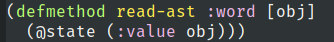 (defmethod read-ast :word [obj]
  (@state (:value obj)))